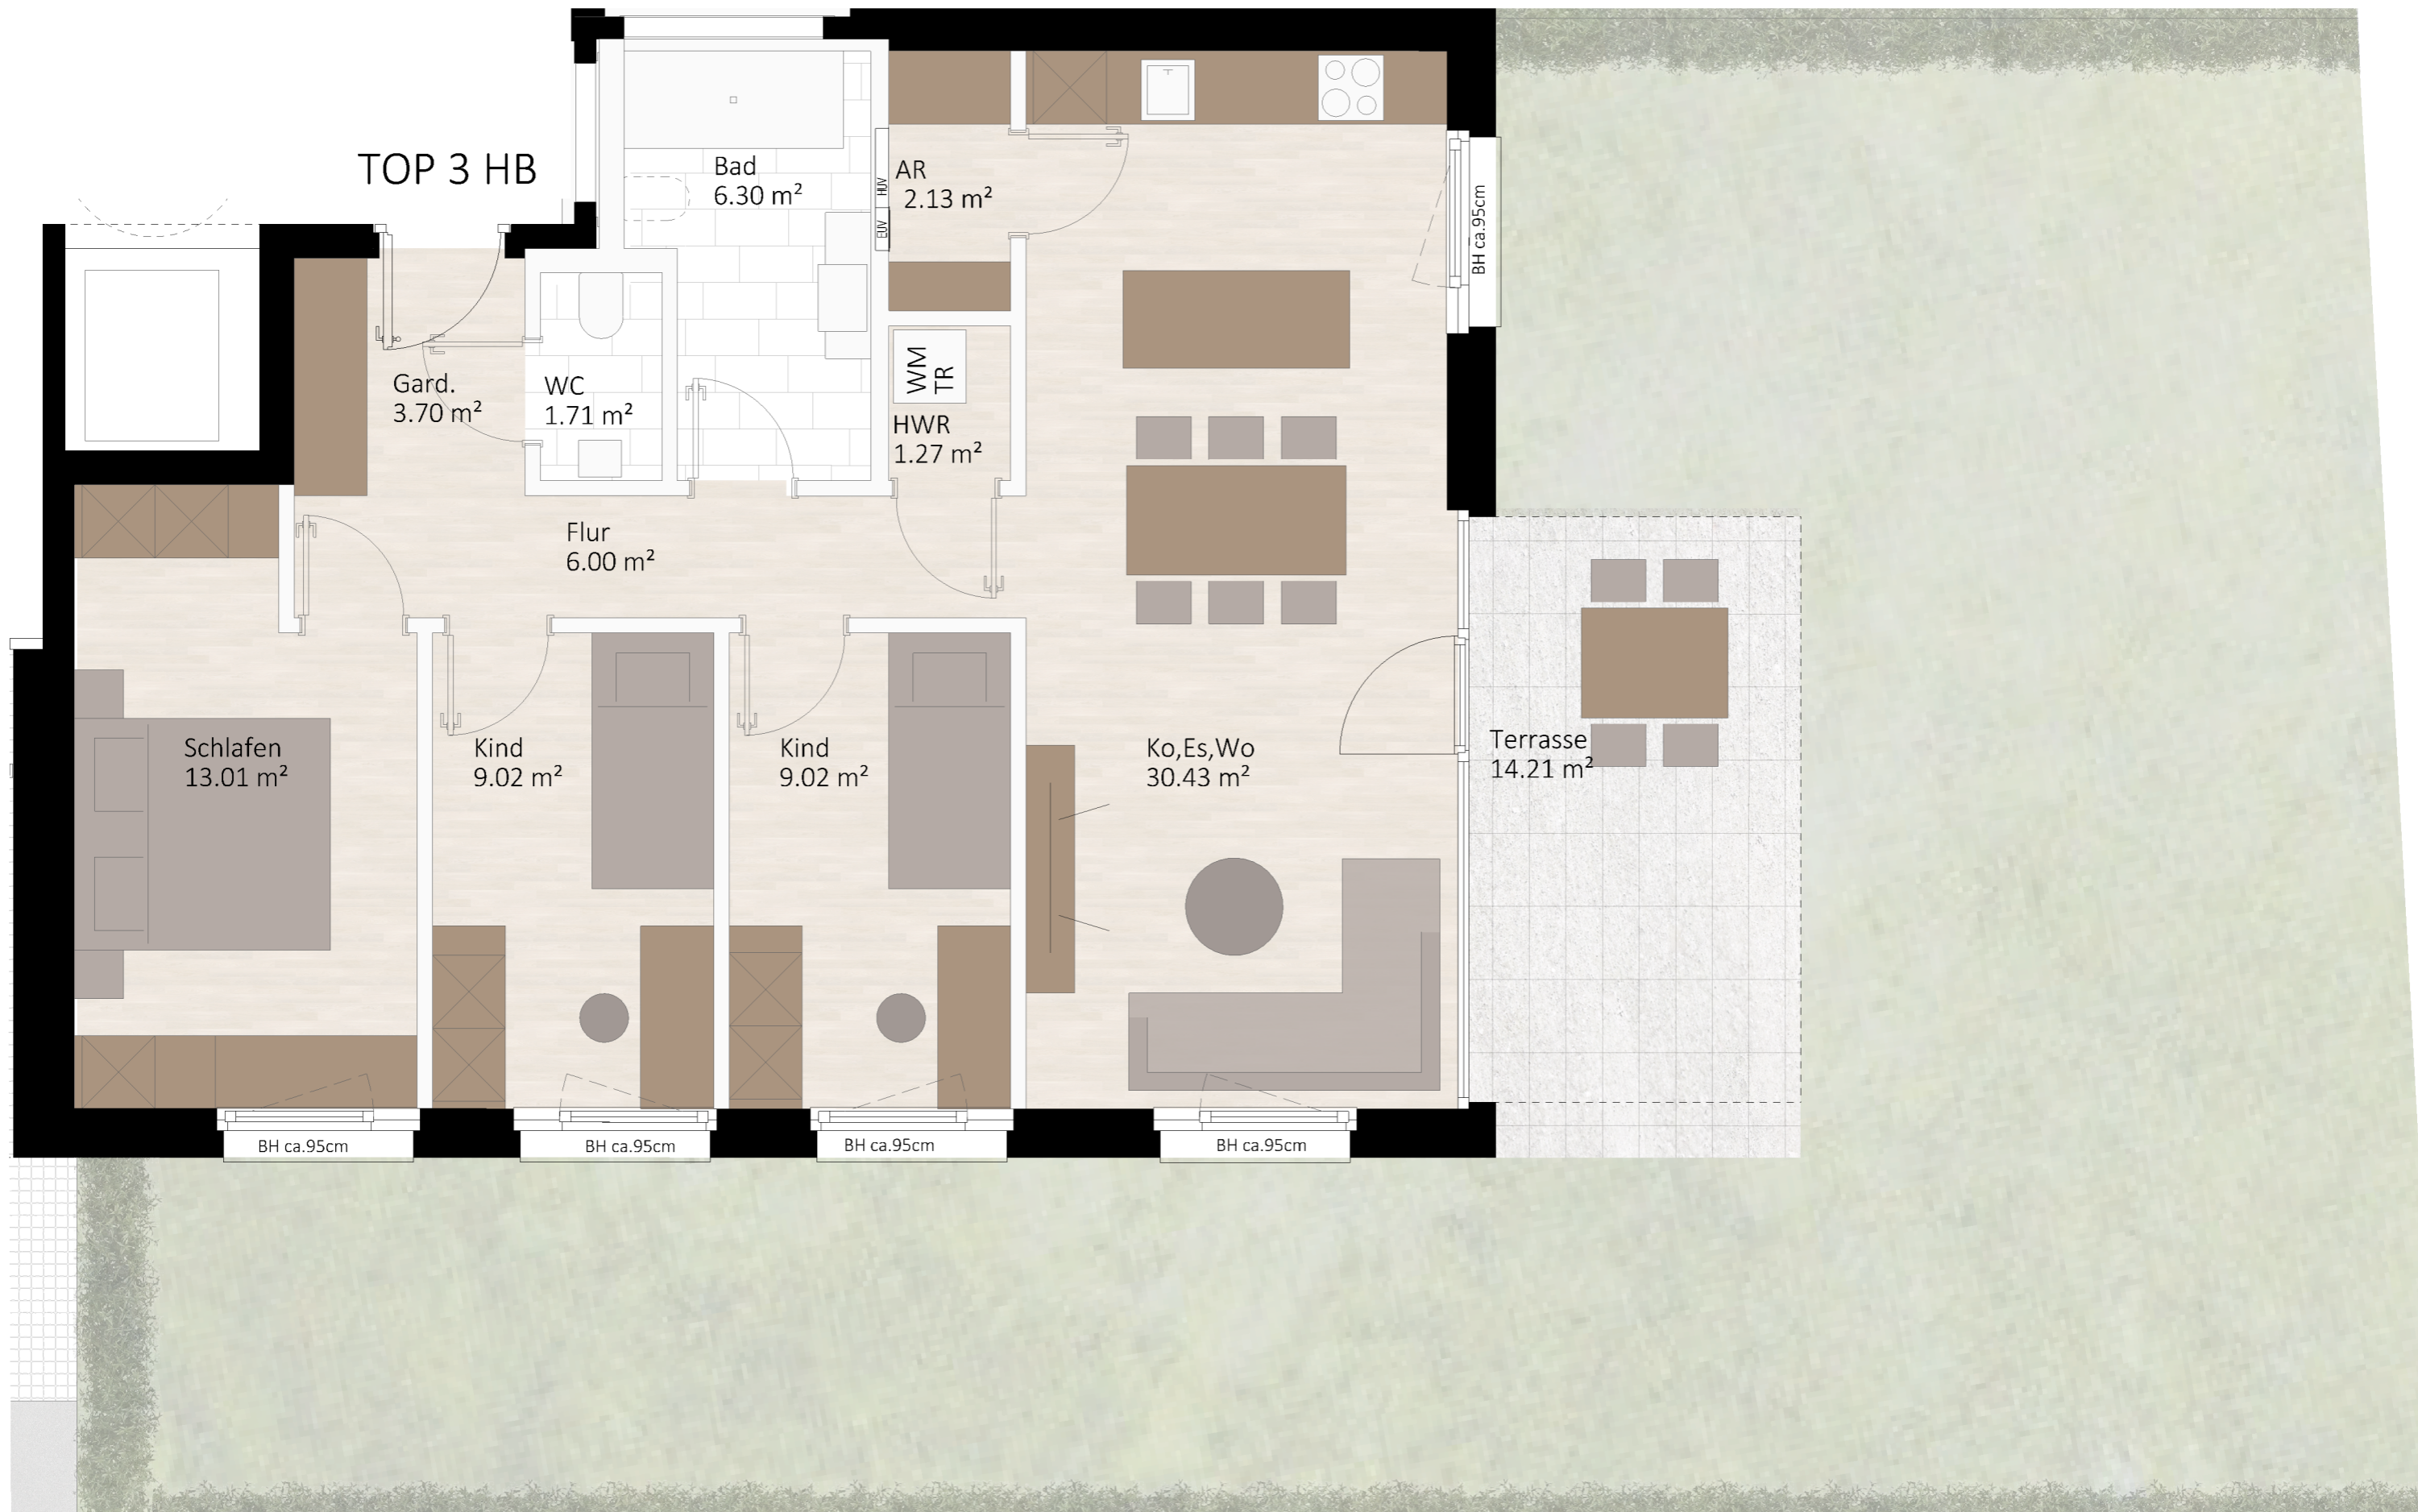 TOP 3 HB
Bad
6.30 m²
AR
2.13 m²
HUV
EUV
BH ca.95cm
Gard.
3.70 m²
WC
1.71 m²
WM
TR
HWR
1.27 m²
Flur
6.00 m²
Schlafen
13.01 m²
Kind
9.02 m²
Kind
9.02 m²
Ko,Es,Wo
30.43 m²
Terrasse
14.21 m²
BH ca.95cm
BH ca.95cm
BH ca.95cm
BH ca.95cm